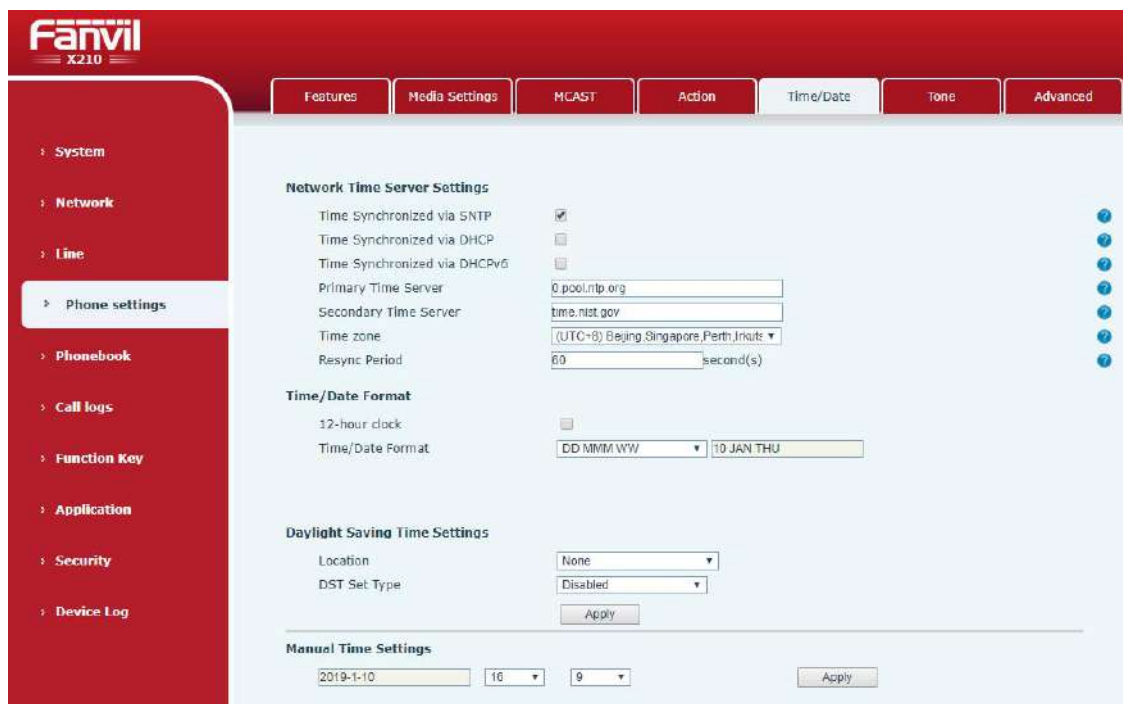 Fanvil
X210
Features Media Settings MCAST Action Time/Date Tone Advanced
› System
› Network
› Line
› Phone settings
› Phonebook
› Call logs
› Function Key
› Application
› Security
› Device Log
Network Time Server Settings
Time Synchronized via SNTP
Time Synchronized via DHCP
Time Synchronized via DHCPv6
Primary Time Server 0.pool.ntp.org
Secondary Time Server time.nist.gov
Time zone (UTC+8) Beijing,Singapore,Perth,Irkuts
Resync Period 60 second(s)
Time/Date Format
12-hour clock
Time/Date Format DD MMM WW 10 JAN THU
Daylight Saving Time Settings
Location None
DST Set Type Disabled
Apply
Manual Time Settings
2019-1-10 16 9 Apply